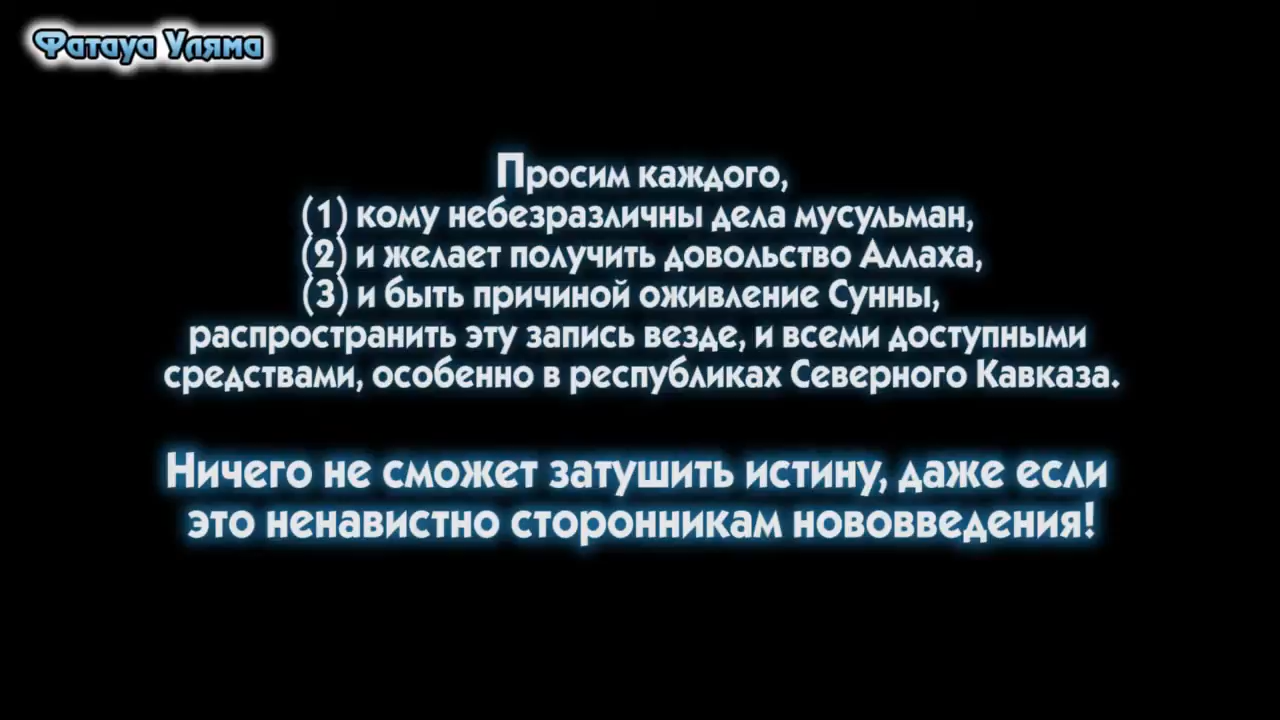 Фатауа Уляма
Просим каждого,
(1) кому небезразличны дела мусульман,
(2) и желает получить довольство Аллаха,
(3) и быть причиной оживление Сунны,
распространить эту запись везде, и всеми доступными
средствами, особенно в республиках Северного Кавказа.
Ничего не сможет затушить истину, даже если
это ненавистно сторонникам нововведения!